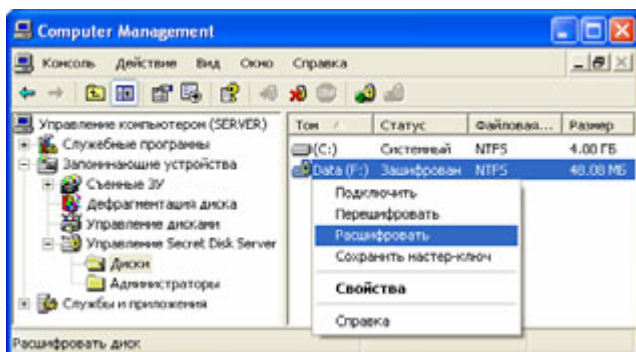 Computer Management
Консоль Действие Вид Окно Справка
Управление компьютером (SERVER)
Служебные программы
Запоминающие устройства
Съемные ЗУ
Дефрагментация диска
Управление дисками
Управление Secret Disk Server
Диски
Администраторы
Службы и приложения
Том / Статус Файловая... Размер
(C:) Системный NTFS 4.00 ГБ
Data (F:) Зашифрован NTFS 48.08 МБ
Подключить
Перешифровать
Расшифровать
Сохранить мастер-ключ
Свойства
Справка
Расшифровать диск